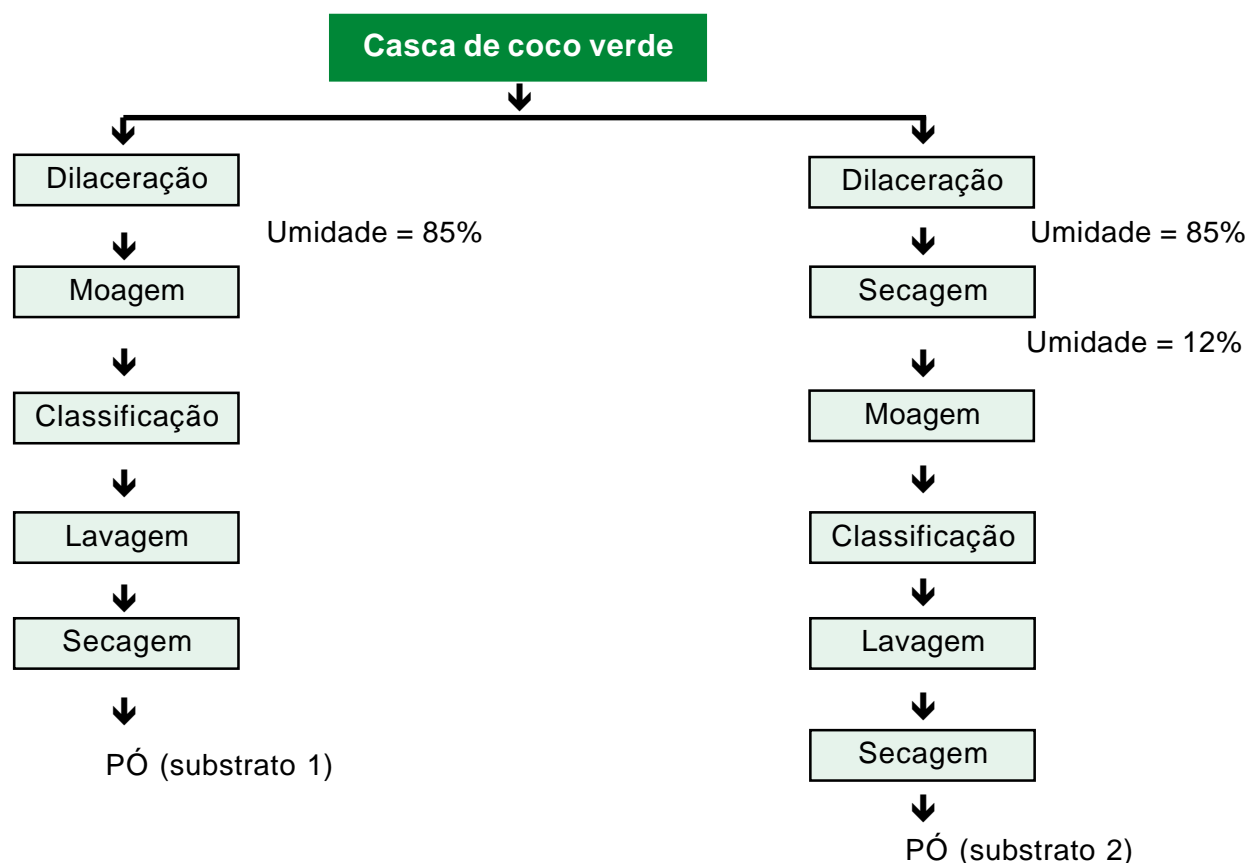 Casca de coco verde
Dilaceração
Umidade = 85%
Moagem
Classificação
Lavagem
Secagem
PÓ (substrato 1)
Dilaceração
Umidade = 85%
Secagem
Umidade = 12%
Moagem
Classificação
Lavagem
Secagem
PÓ (substrato 2)